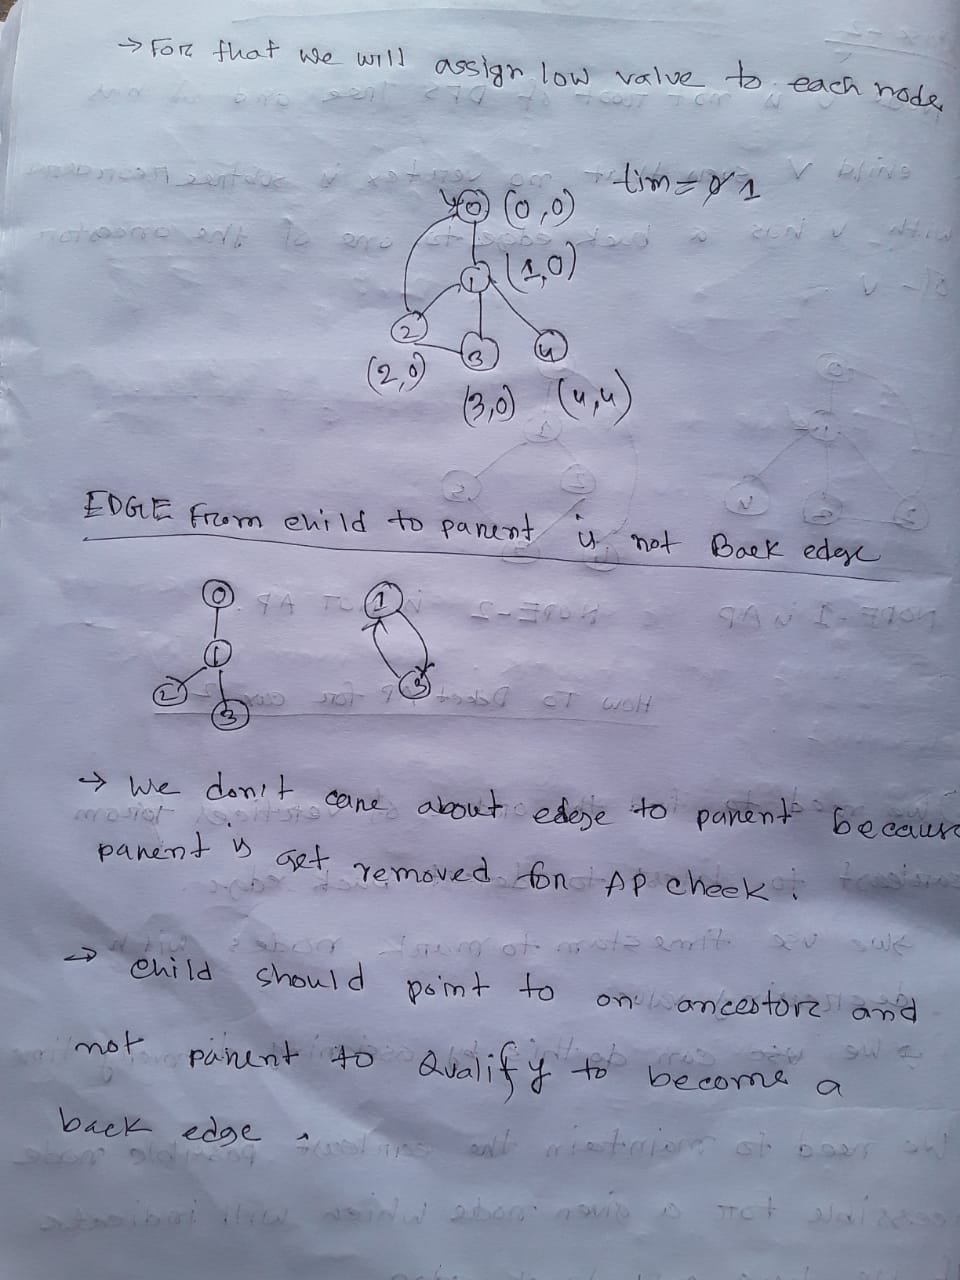 → For that we will assign low value to each node
tim = 0 1
0 (0,0)
1 (1,0)
2 3 4
(2,0)
(3,0) (4,4)
EDGE From child to parent is not Back edge
0 1
1
2 3 3
→ We don't care about edge to parent because
parent is get removed for AP check.
→ child should point to an ancestor and
not parent to Qualify to become a
back edge.